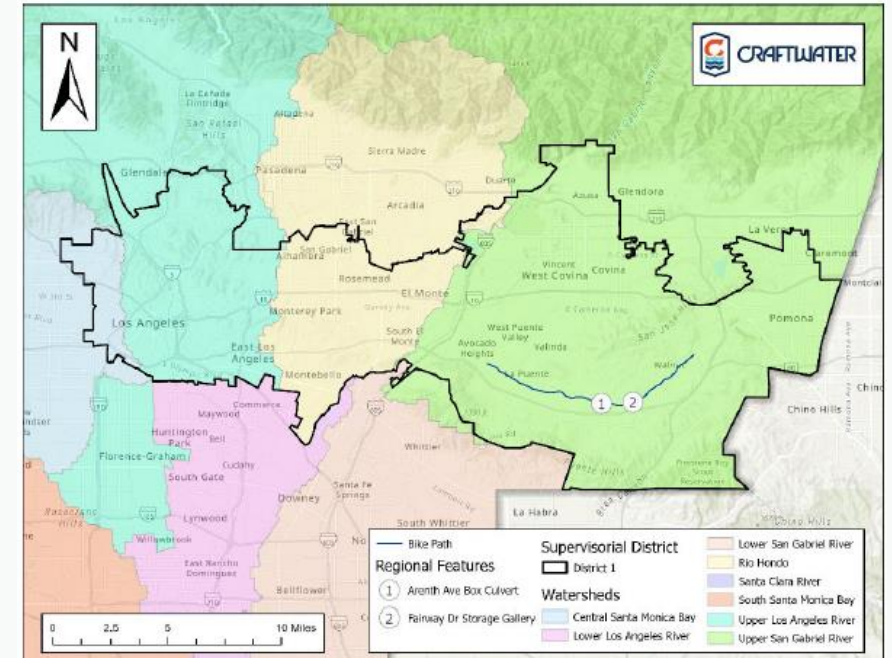 N
CRAFTWATER
La Cañada
Flintridge
San Rafael
Hills
Altadena
Glendale
Pasadena
Sierra Madre
Duarte
Arcadia
Azusa
Glendora
La Verne
Claremont
East San
Gabriel
San Gabriel
Alhambra
Rosemead
El Monte
Vincent
West Covina
Covina
Montclair
Los Angeles
Monterey Park
Pomona
West Puente
Valley
Avocado
Heights
Valinda
South El
Monte
East Los
Angeles
La Puente
Walnut
Montebello
1
2
Commerce
Maywood
Chino
Chino Hills
Huntington
Park
Bell
Whittier
Florence-Graham
Cudahy
South Gate
Santa Fe
Springs
Downey
La Habra
Lynwood
South Whittier
Willowbrook
East Rancho
Dominguez
Bellflower
Bike Path
Regional Features
1 Arenth Ave Box Culvert
2 Fairway Dr Storage Gallery
Supervisorial District
District 1
Watersheds
Central Santa Monica Bay
Lower Los Angeles River
Lower San Gabriel River
Rio Hondo
Santa Clara River
South Santa Monica Bay
Upper Los Angeles River
Upper San Gabriel River
0 2.5 5 10 Miles